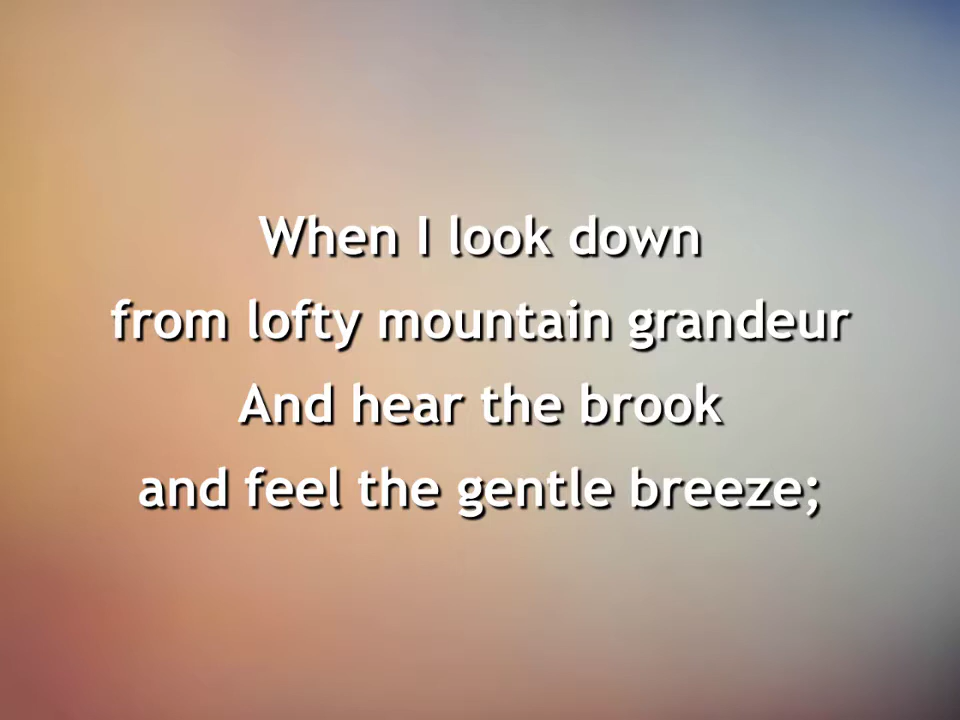 When I look down
from lofty mountain grandeur
And hear the brook
and feel the gentle breeze;